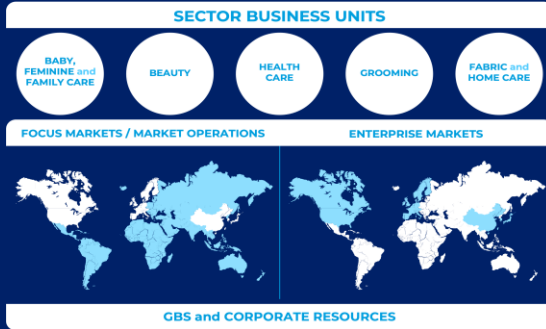 SECTOR BUSINESS UNITS
BABY,
FEMININE and
FAMILY CARE
BEAUTY
HEALTH
CARE
GROOMING
FABRIC and
HOME CARE
FOCUS MARKETS / MARKET OPERATIONS
ENTERPRISE MARKETS
GBS and CORPORATE RESOURCES